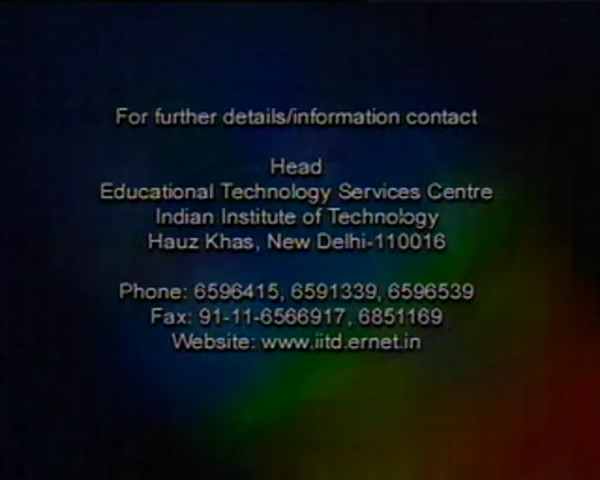 For further details/information contact
Head
Educational Technology Services Centre
Indian Institute of Technology
Hauz Khas, New Delhi-110016
Phone: 6596415, 6591339, 6596539
Fax: 91-11-6566917, 6851169
Website: www.iitd.ernet.in